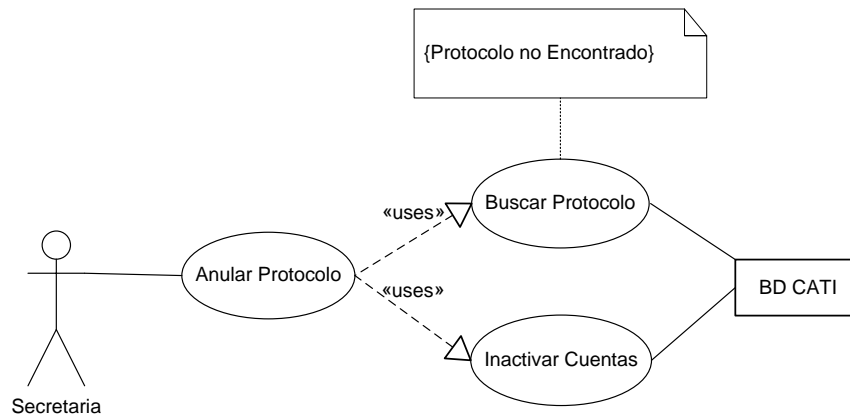 {Protocolo no Encontrado}
«uses»
Buscar Protocolo
Anular Protocolo
«uses»
BD CATI
Inactivar Cuentas
Secretaria